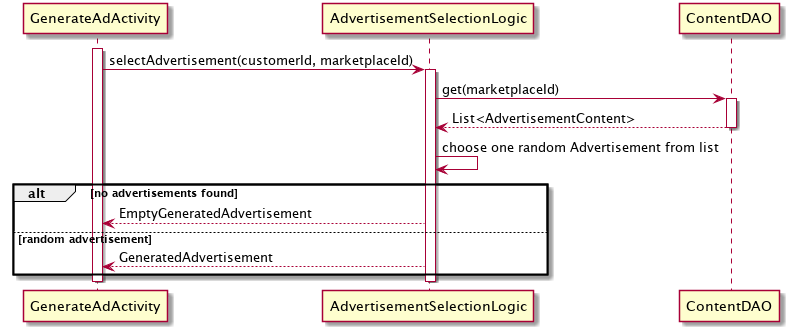 GenerateAdActivity
AdvertisementSelectionLogic
ContentDAO
selectAdvertisement(customerId, marketplaceId)
get(marketplaceId)
List<AdvertisementContent>
choose one random Advertisement from list
alt
[no advertisements found]
EmptyGeneratedAdvertisement
[random advertisement]
GeneratedAdvertisement
GenerateAdActivity
AdvertisementSelectionLogic
ContentDAO